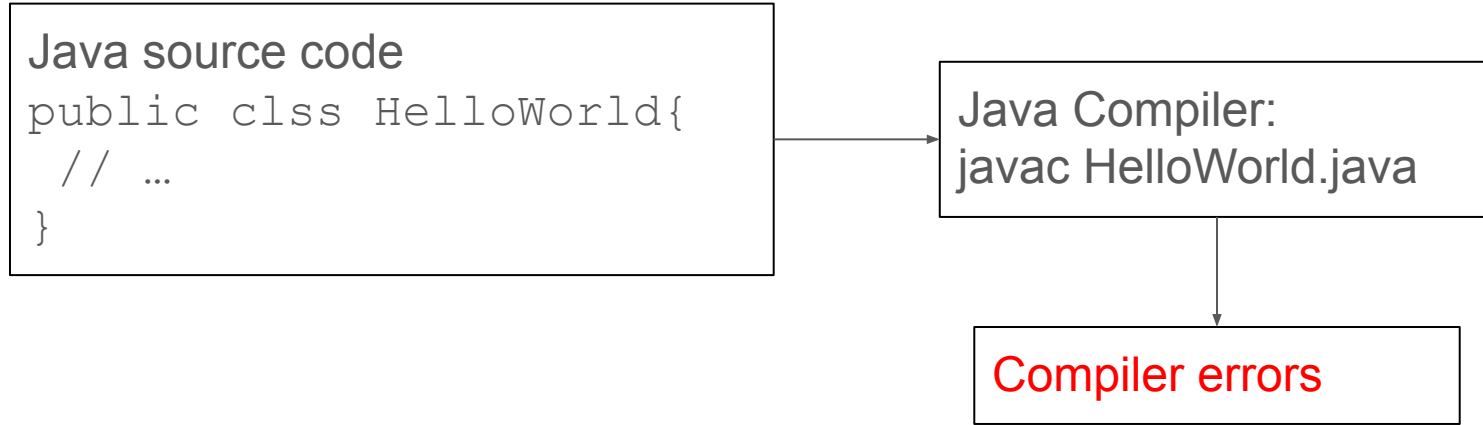 Java source code
public clss HelloWorld{
// …
}
Java Compiler:
javac HelloWorld.java
Compiler errors